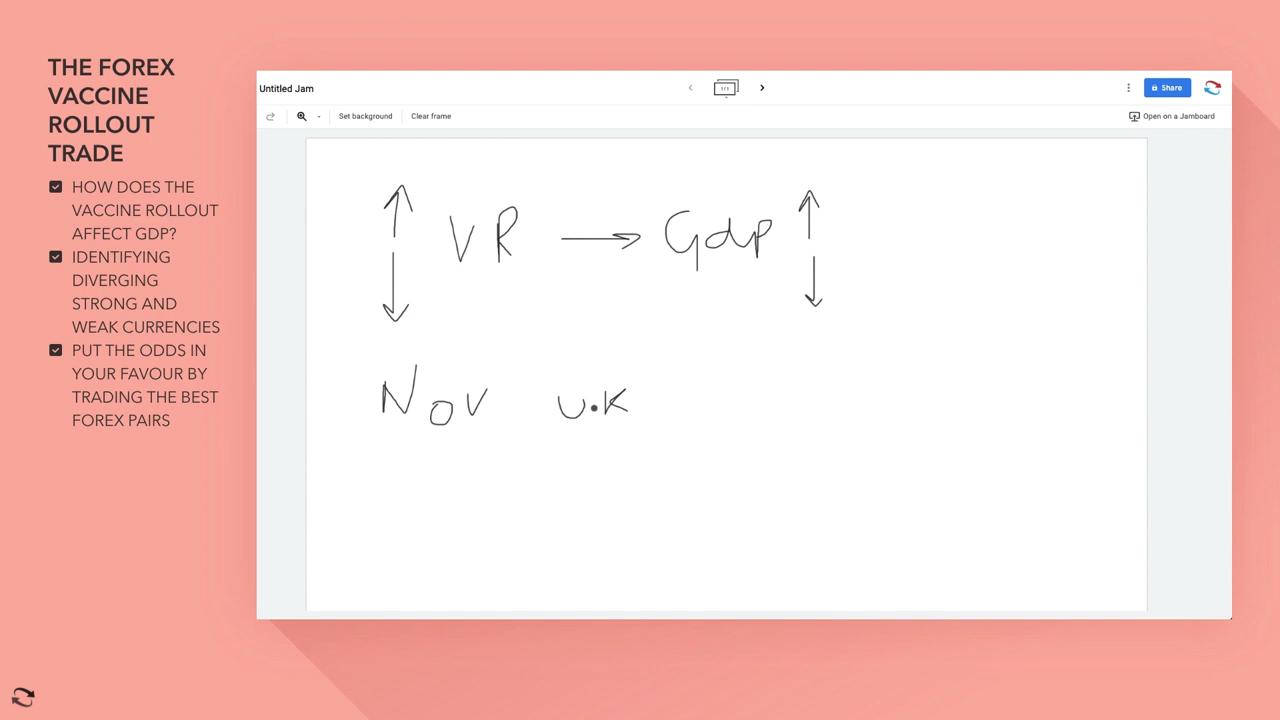 THE FOREX
VACCINE
ROLLOUT
TRADE
HOW DOES THE
VACCINE ROLLOUT
AFFECT GDP?
IDENTIFYING
DIVERGING
STRONG AND
WEAK CURRENCIES
PUT THE ODDS IN
YOUR FAVOUR BY
TRADING THE BEST
FOREX PAIRS
Untitled Jam
1/1
Share
Set background
Clear frame
Open on a Jamboard
VR → Gdp
Nov U.K